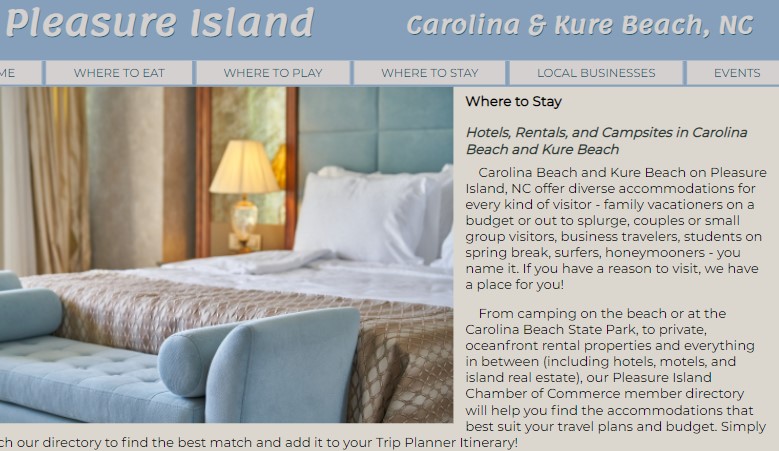 Pleasure Island
Carolina & Kure Beach, NC
ME
WHERE TO EAT
WHERE TO PLAY
WHERE TO STAY
LOCAL BUSINESSES
EVENTS
Where to Stay
Hotels, Rentals, and Campsites in Carolina
Beach and Kure Beach
Carolina Beach and Kure Beach on Pleasure
Island, NC offer diverse accommodations for
every kind of visitor - family vacationers on a
budget or out to splurge, couples or small
group visitors, business travelers, students on
spring break, surfers, honeymooners - you
name it. If you have a reason to visit, we have
a place for you!
From camping on the beach or at the
Carolina Beach State Park, to private,
oceanfront rental properties and everything
in between (including hotels, motels, and
island real estate), our Pleasure Island
Chamber of Commerce member directory
will help you find the accommodations that
best suit your travel plans and budget. Simply
ch our directory to find the best match and add it to your Trip Planner Itinerary!